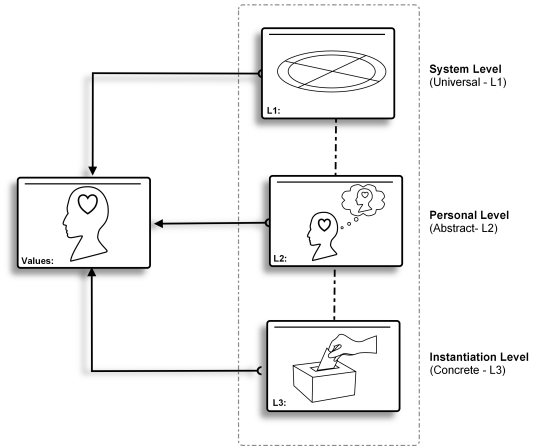 L1:
System Level
(Universal - L1)
Values:
L2:
Personal Level
(Abstract- L2)
L3:
Instantiation Level
(Concrete - L3)